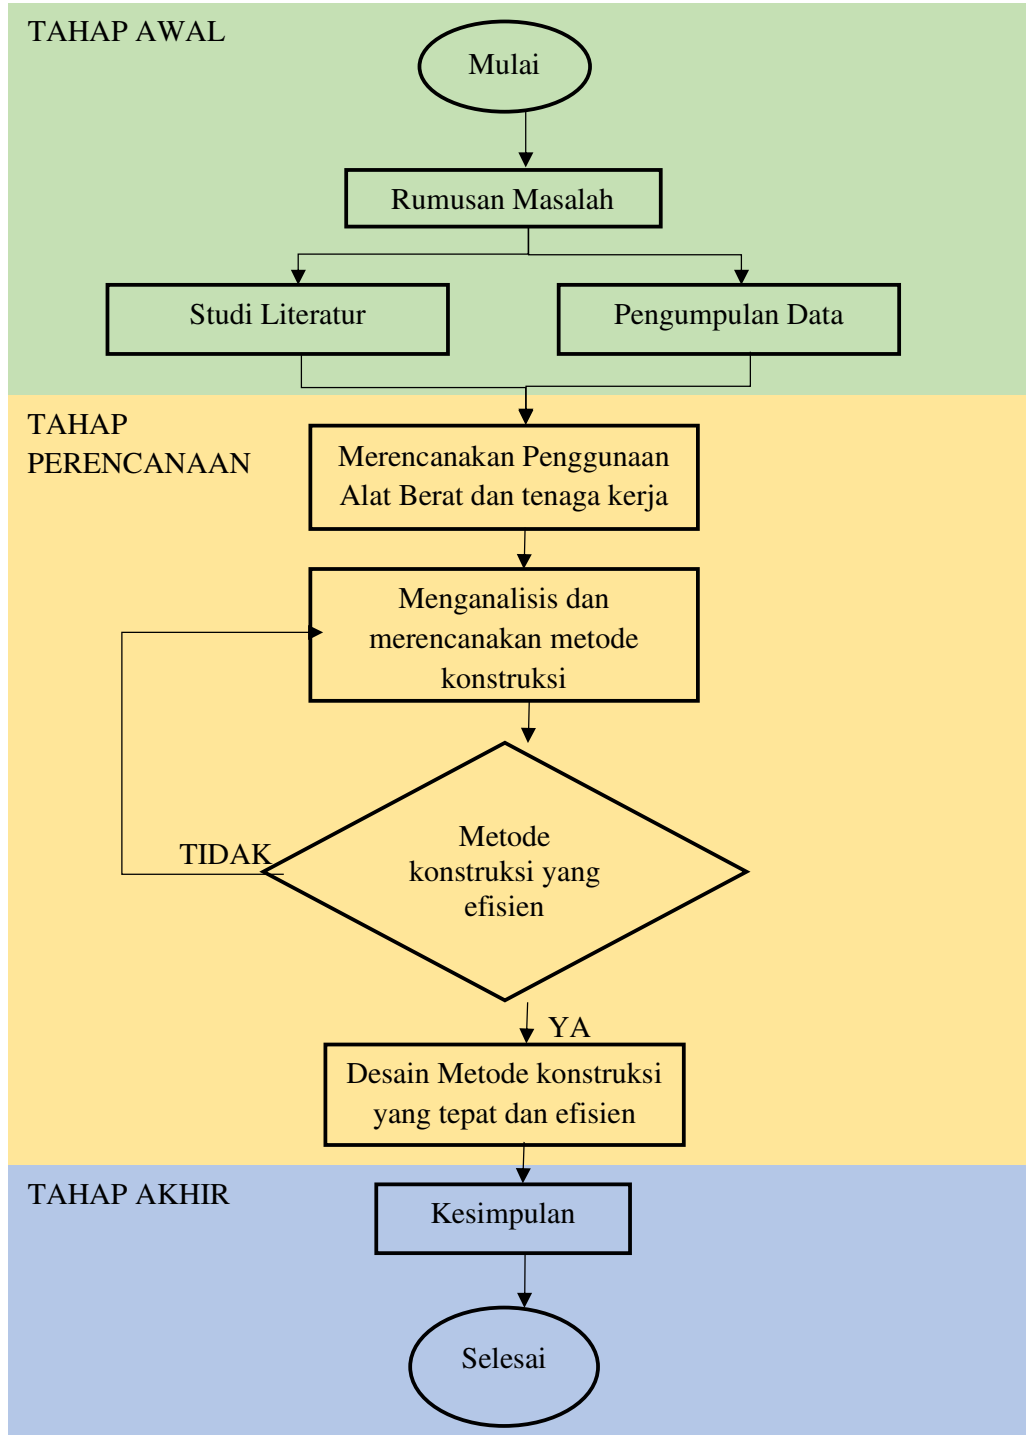 TAHAP AWAL
Mulai
Rumusan Masalah
Studi Literatur
Pengumpulan Data
TAHAP
PERENCANAAN
Merencanakan Penggunaan
Alat Berat dan tenaga kerja
Menganalisis dan
merencanakan metode
konstruksi
Metode
konstruksi yang
efisien
TIDAK
YA
Desain Metode konstruksi
yang tepat dan efisien
TAHAP AKHIR
Kesimpulan
Selesai